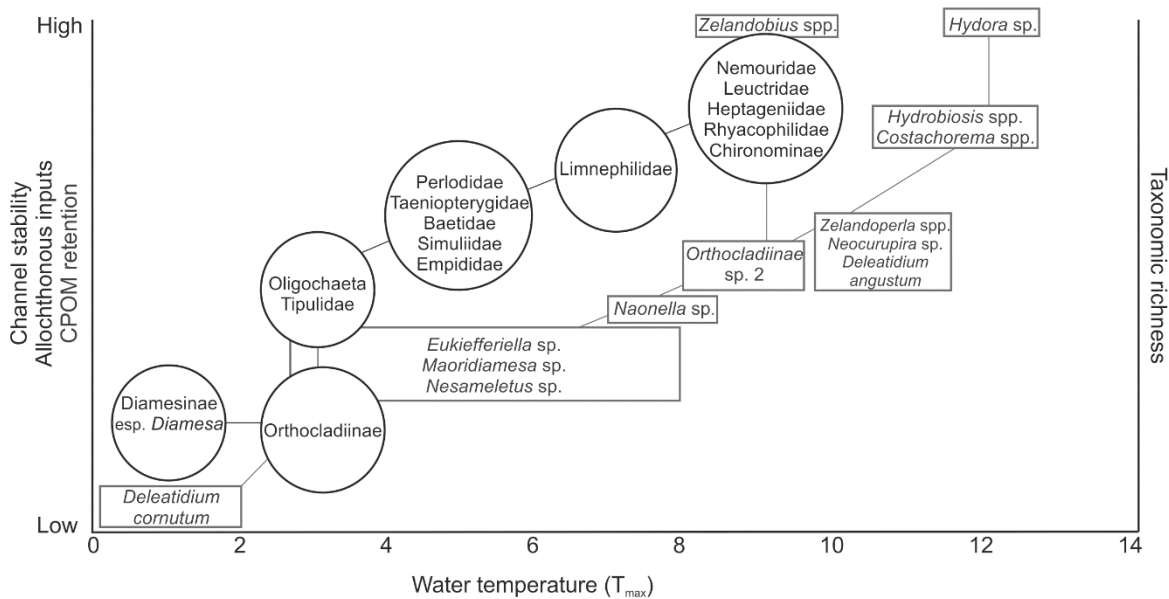 High
Low
Channel stability
Allochthonous inputs
CPOM retention
Taxonomic richness
Zelandobius spp.
Hydora sp.
Nemouridae
Leuctridae
Heptageniidae
Rhyacophilidae
Chironominae
Hydrobiosis spp.
Costachorema spp.
Limnephilidae
Perlodidae
Taeniopterygidae
Baetidae
Simuliidae
Empididae
Zelandoperla spp.
Neocurupira sp.
Deleatidium
angustum
Orthocladiinae
sp. 2
Oligochaeta
Tipulidae
Naonella sp.
Eukiefferiella sp.
Maoridiamesa sp.
Nesameletus sp.
Diamesinae
esp. Diamesa
Orthocladiinae
Deleatidium
cornutum
0 2 4 6 8 10 12 14
Water temperature (Tmax)